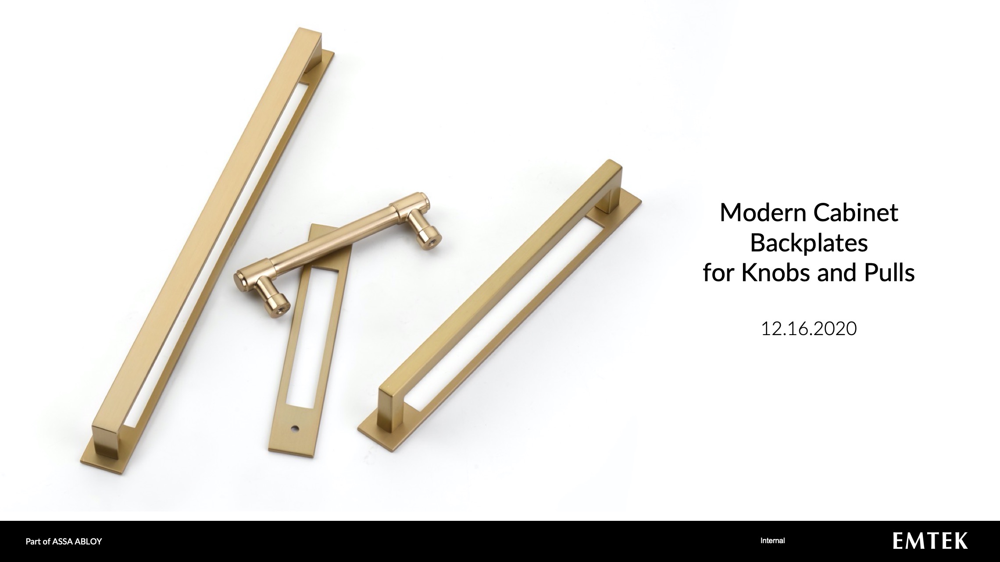 Modern Cabinet
Backplates
for Knobs and Pulls
12.16.2020
Part of ASSA ABLOY
Internal
EMTEK